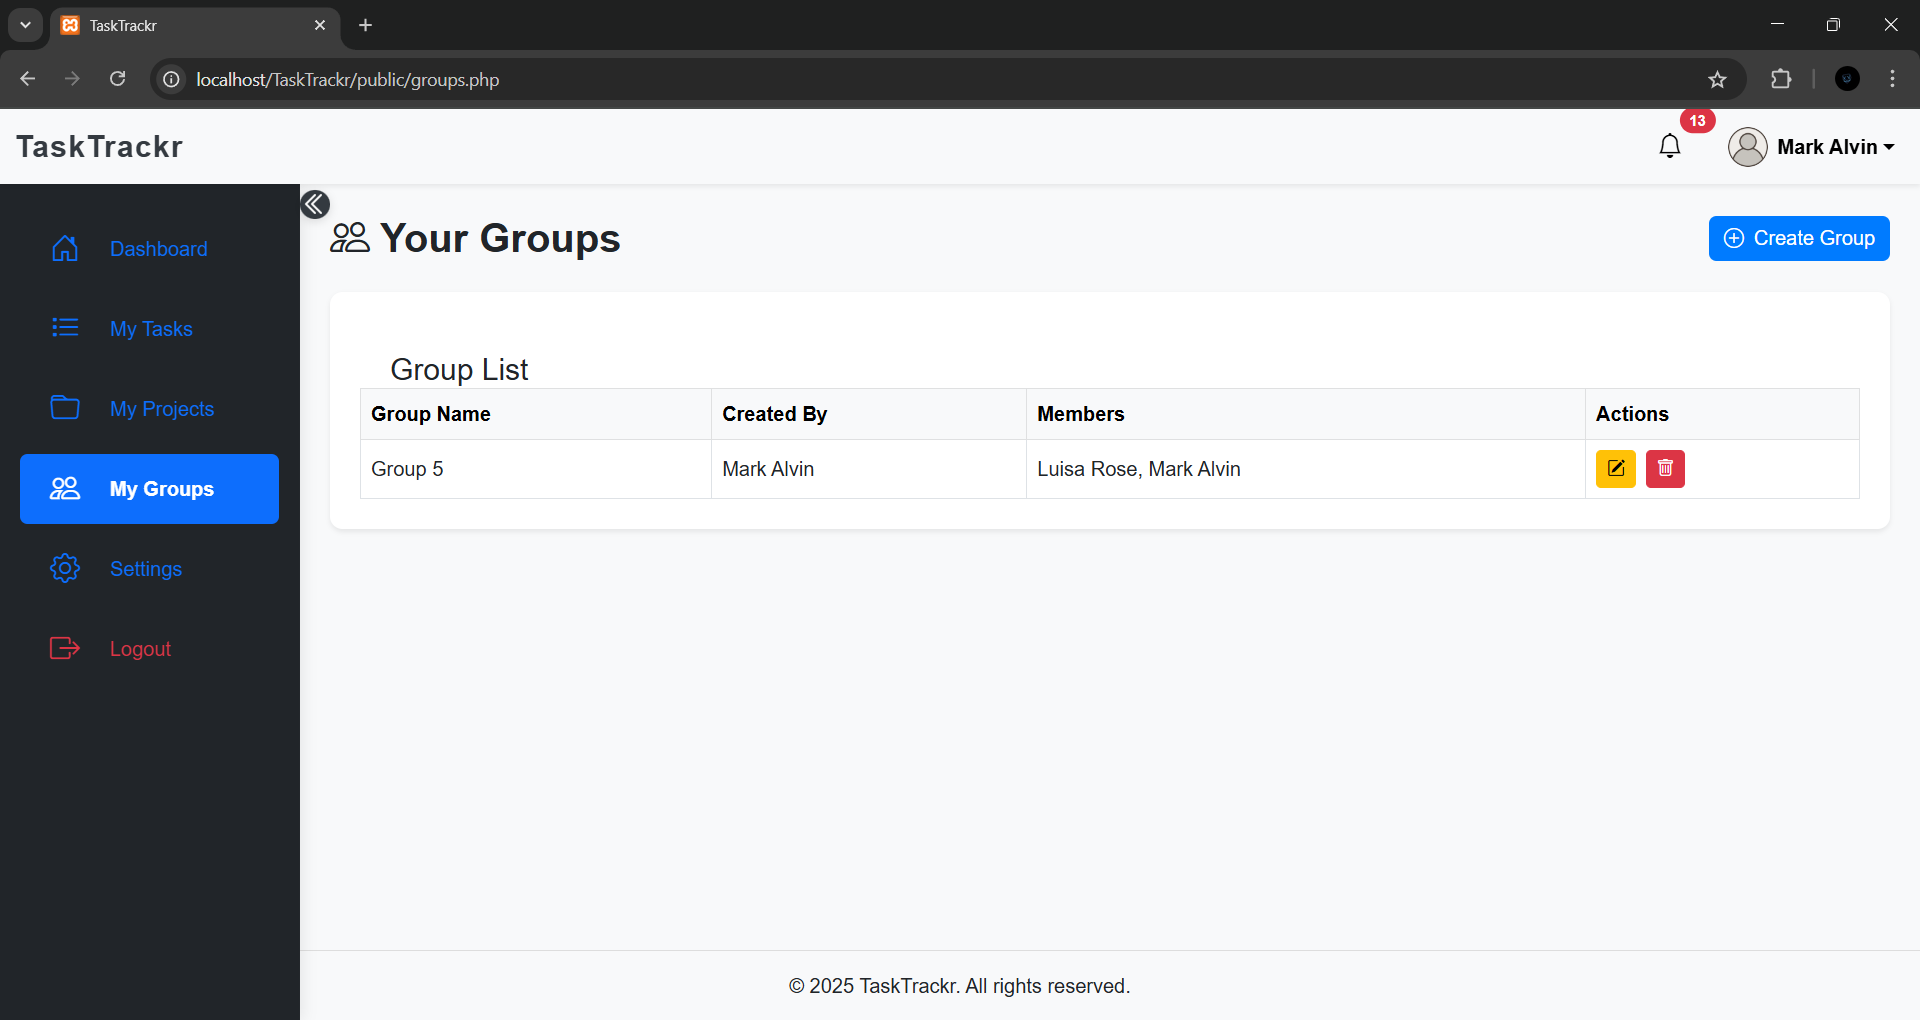 TaskTrackr
localhost/TaskTrackr/public/groups.php
TaskTrackr
13
Mark Alvin
Dashboard
My Tasks
My Projects
My Groups
Settings
Logout
Your Groups
Create Group
Group List
Group Name Created By Members Actions
Group 5 Mark Alvin Luisa Rose, Mark Alvin
© 2025 TaskTrackr. All rights reserved.